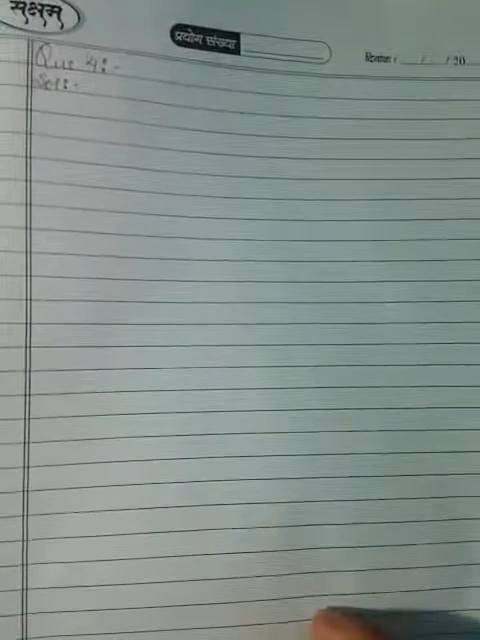 सक्षम
प्रयोग संख्या
दिनांक : / /20
Que 4:-
Sol:-